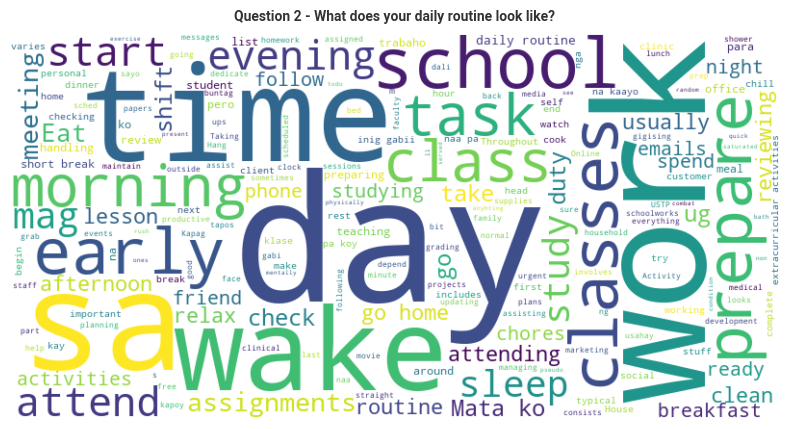 Question 2 - What does your daily routine look like?
varies
exercise
messages
assigned
list
homework
trabaho
daily routine
shower
start
evening
going
sayo
dedicate
todo
school
dali
nga
clinic
lunch
para
personal
dinner
student
buntag
follow
hour
back
media
self
na kaayo
night
prep
meeting
home
sched
papers
shift
pero
ups
bed
faculty
task
end
watch
cook
random
office
chill
checking
ko
review
Taking
Hang
time
scheduled
usually
gigising
quick
Eat
handling
present
inig gabii
naa pa
Throughout
emails
saturated
short break
maintain
outside
assist
client
clock
sessions
class
li
served
Online
spend
meal
reviewing
customer
morning
sometimes
preparing
head
USTP
combat
bath
mag
lesson
next
productive
phone
studying
take
supplies
duty
sure
schoolworks
everything
ug
grab
events
rush
Kapag
tapos
rest
teaching
anything
family
household
try
klase
pa koy
bit
normal
study
classes
work
prepare
extracurricular activities
begin
early
na
gabi
minute
day
go
grading
urgent
Activity
non
staff
afternoon
break
good
make
depend
projects
first
involves
medical
looks
part
important
planning
friend
face
following
includes
updating
plans
assisting
ng
working
development
complete
sa
relax
check
go home
chores
condition
help
kay
wake
clinical
last
movie
around
attending
marketing
usahay
stuff
ready
activities
s
free
naa
managing
pseudo
sleep
social
clean
attend
kapoy
assignments
straight
routine
Mata ko
consists
typical
House
breakfast
mentally
physically
ones